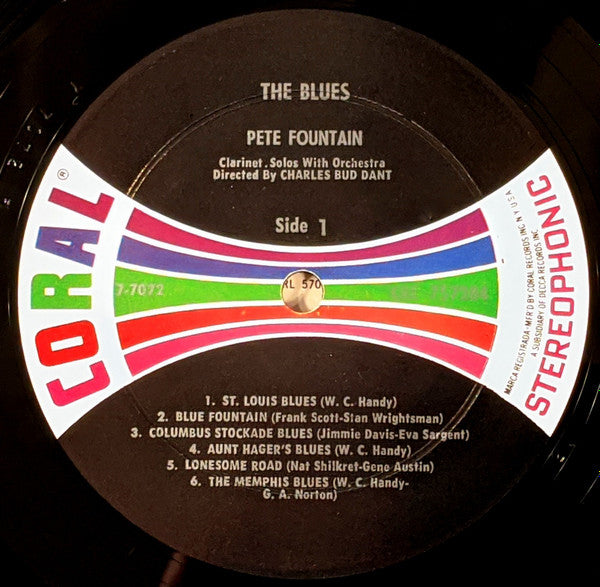 THE BLUES
PETE FOUNTAIN
Clarinet Solos With Orchestra
Directed By CHARLES BUD DANT
Side 1
CORAL®
7-7072
RL 570
STEREOPHONIC
MARCA REGISTRADA•MFR'D BY CORAL RECORDS INC. N.Y. U.S.A.
A SUBSIDIARY OF DECCA RECORDS INC.
1. ST. LOUIS BLUES (W. C. Handy)
2. BLUE FOUNTAIN (Frank Scott-Stan Wrightsman)
3. COLUMBUS STOCKADE BLUES (Jimmie Davis-Eva Sargent)
4. AUNT HAGER'S BLUES (W. C. Handy)
5. LONESOME ROAD (Nat Shilkret-Gene Austin)
6. THE MEMPHIS BLUES (W. C. Handy-
G. A. Norton)